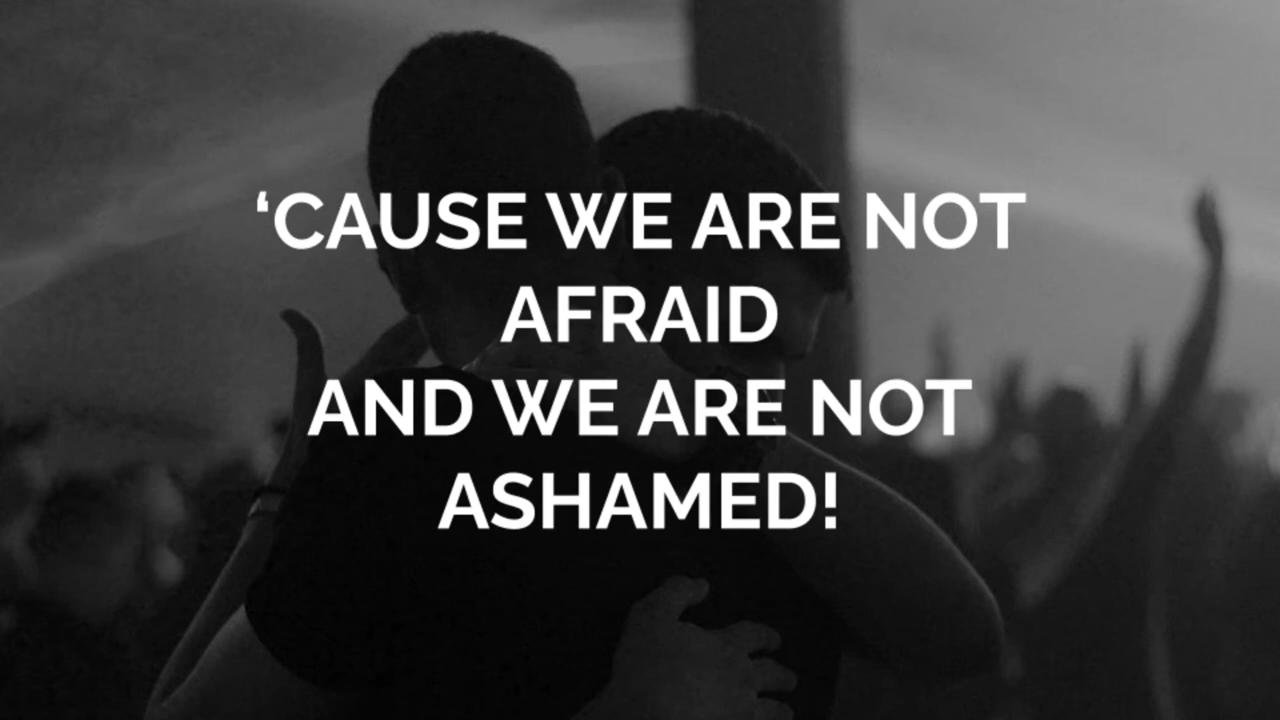 ‘CAUSE WE ARE NOT
AFRAID
AND WE ARE NOT
ASHAMED!